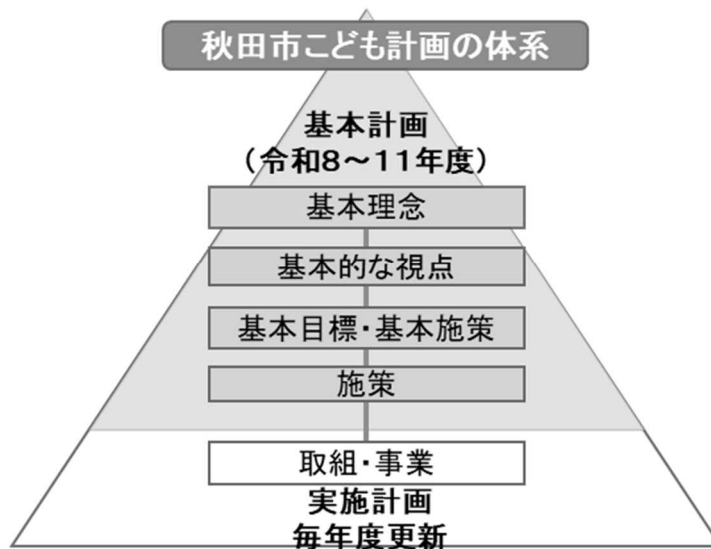 秋田市こども計画の体系
基本計画
（令和8～11年度）
基本理念
基本的な視点
基本目標・基本施策
施策
取組・事業
実施計画
毎年度更新